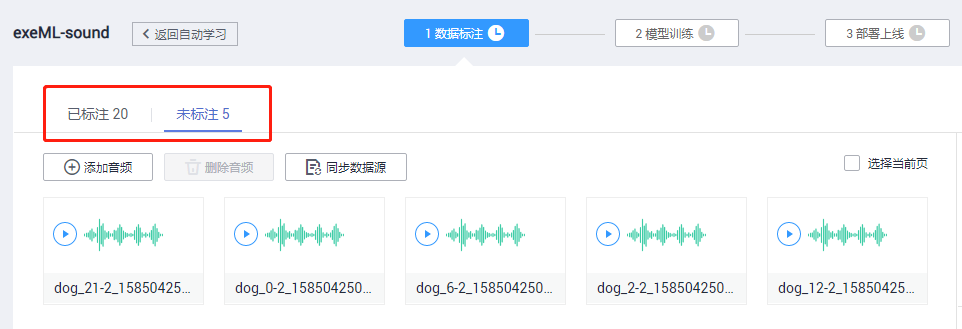 exeML-sound
返回自动学习
1 数据标注
2 模型训练
3 部署上线
已标注 20
未标注 5
添加音频
删除音频
同步数据源
选择当前页
dog_21-2_15850425...
dog_0-2_158504250...
dog_6-2_158504250...
dog_2-2_158504250...
dog_12-2_15850425...